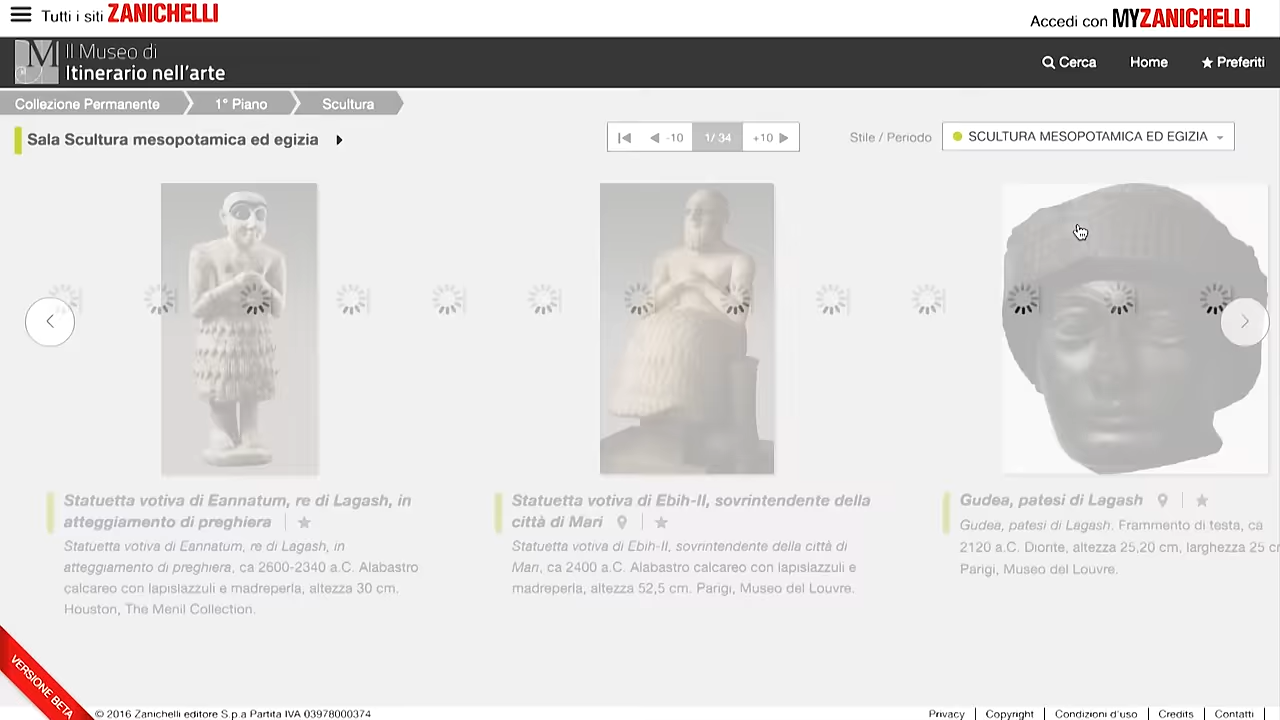 Tutti i siti ZANICHELLI
Accedi con MYZANICHELLI
M Il Museo di
Itinerario nell'arte
Cerca Home Preferiti
Collezione Permanente 1° Piano Scultura
Sala Scultura mesopotamica ed egizia
-10 1/ 34 +10
Stile / Periodo SCULTURA MESOPOTAMICA ED EGIZIA
Statuetta votiva di Eannatum, re di Lagash, in
atteggiamento di preghiera
Statuetta votiva di Eannatum, re di Lagash, in
atteggiamento di preghiera, ca 2600-2340 a.C. Alabastro
calcareo con lapislazzuli e madreperla, altezza 30 cm.
Houston, The Menil Collection.
Statuetta votiva di Ebih-Il, sovrintendente della
città di Mari
Statuetta votiva di Ebih-Il, sovrintendente della città di
Mari, ca 2400 a.C. Alabastro calcareo con lapislazzuli e
madreperla, altezza 52,5 cm. Parigi, Museo del Louvre.
Gudea, patesi di Lagash
Gudea, patesi di Lagash. Frammento di testa, ca
2120 a.C. Diorite, altezza 25,20 cm, larghezza 25 cr
Parigi, Museo del Louvre.
VERSIONE BETA
© 2016 Zanichelli editore S.p.a Partita IVA 03978000374
Privacy | Copyright | Condizioni d'uso | Credits | Contatti |